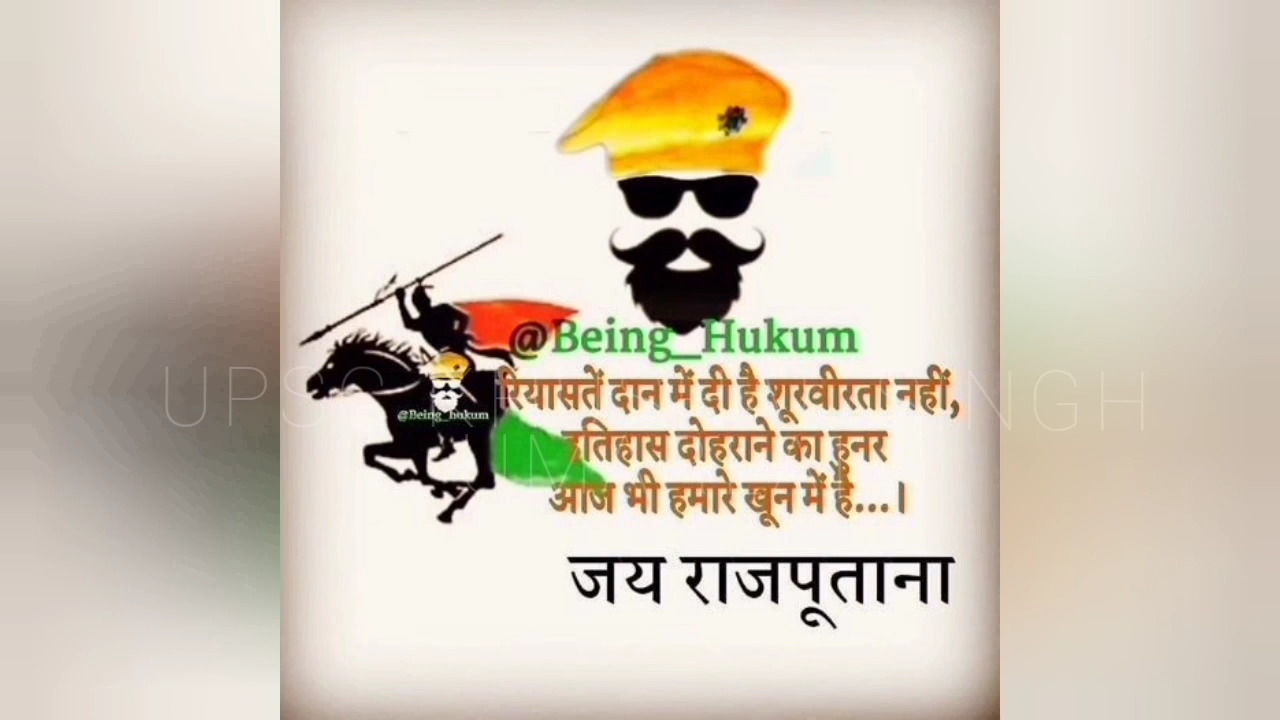 @Being_Hukum
रियासतें दान में दी है शूरवीरता नहीं,
@Being_hukum
इतिहास दोहराने का हुनर
आज भी हमारे खून में है...।
जय राजपूताना